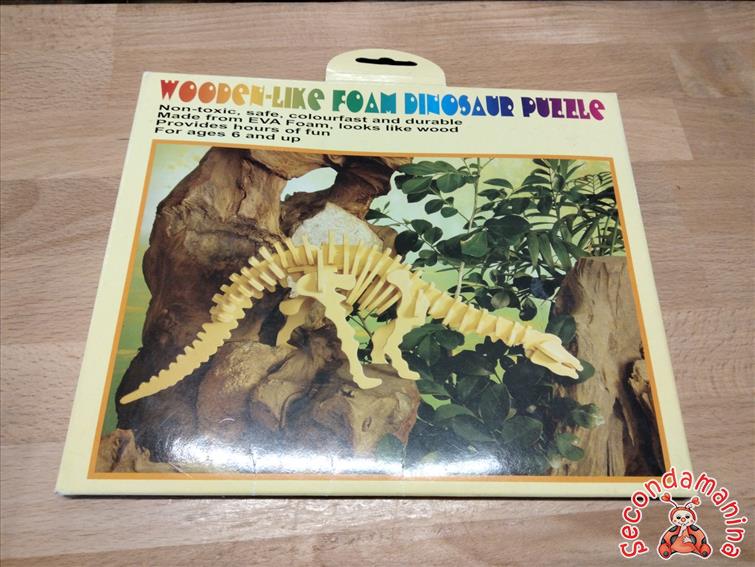 WOODEN-LIKE FOAM DINOSAUR PUZZLE
Non-toxic, safe, colourfast and durable
Made from EVA Foam, looks like wood
Provides hours of fun
For ages 6 and up
secondamanina